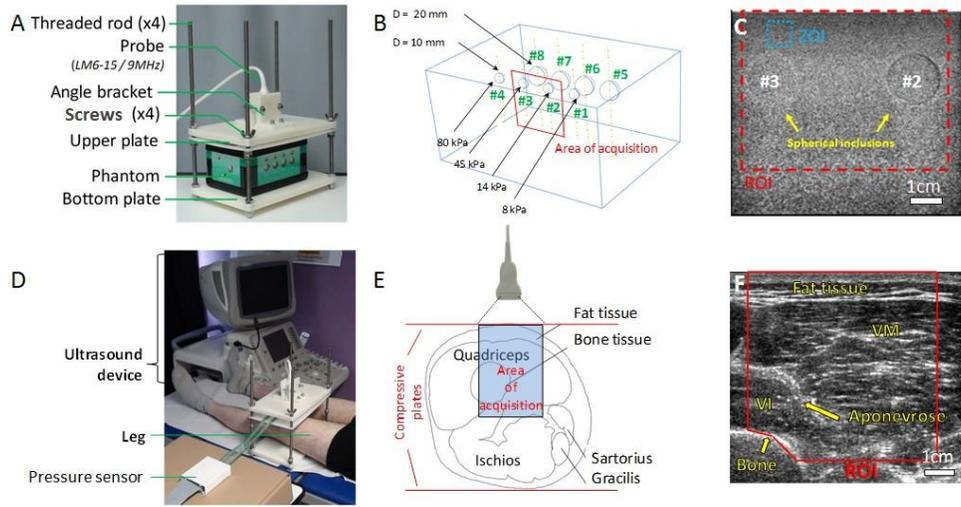 A
Threaded rod (x4)
Probe
(LM6-15 / 9MHz)
Angle bracket
Screws (x4)
Upper plate
Phantom
Bottom plate
B
D = 20 mm
D = 10 mm
#8
#7
#6
#5
#4
#3
#2
#1
Area of acquisition
80 kPa
45 kPa
14 kPa
8 kPa
C
ZOI
#3
#2
Spherical inclusions
ROI
1cm
D
Ultrasound
device
Leg
Pressure sensor
E
Fat tissue
Bone tissue
Quadriceps
Area
of
acquisition
Compressive
plates
Ischios
Sartorius
Gracilis
F
Fat tissue
VM
VI
Aponevrose
Bone
ROI
1cm